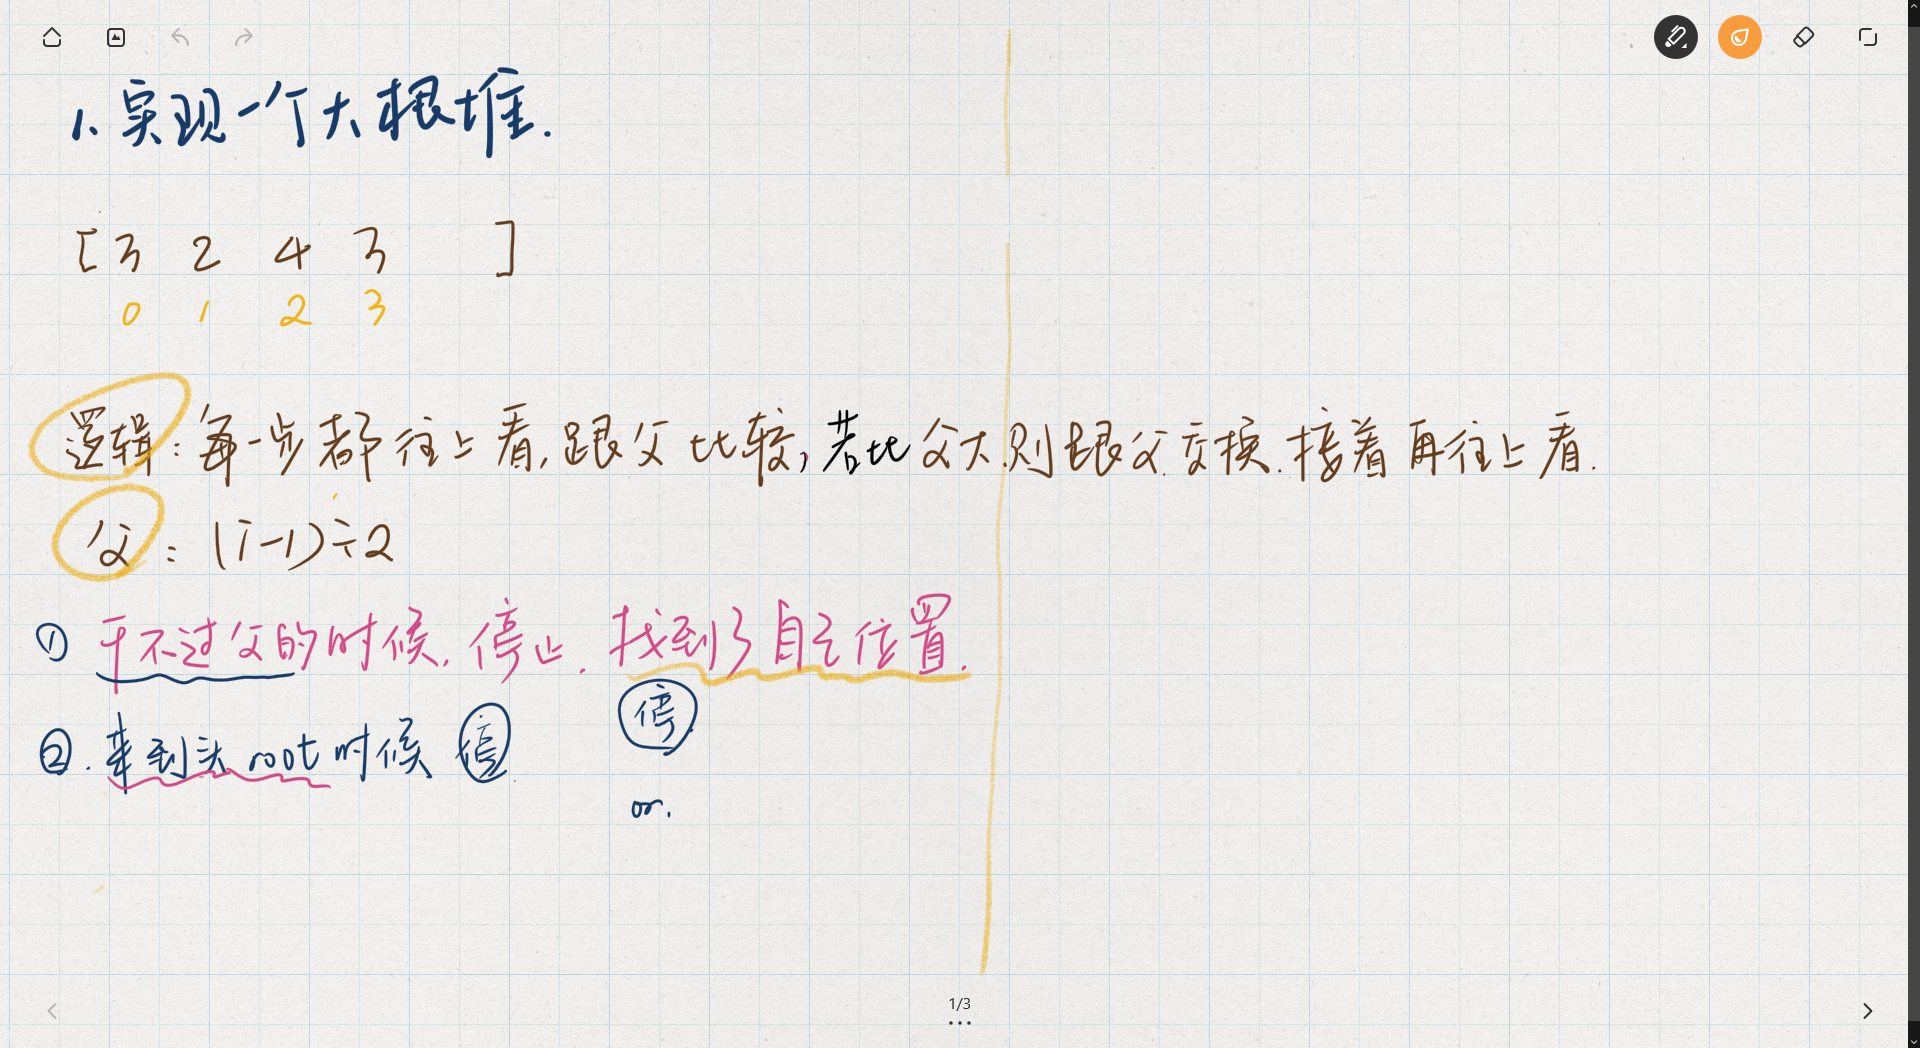 1、实现一个大根堆.
[ 3 2 4 3 ]
0 1 2 3
逻辑：每一步都往上看,跟父比较,若比父大.则跟父交换.接着再往上看.
父：(i-1)÷2
① 干不过父的时候,停止.找到了自己位置.
停
②.来到头root时候 停
or.
1/3